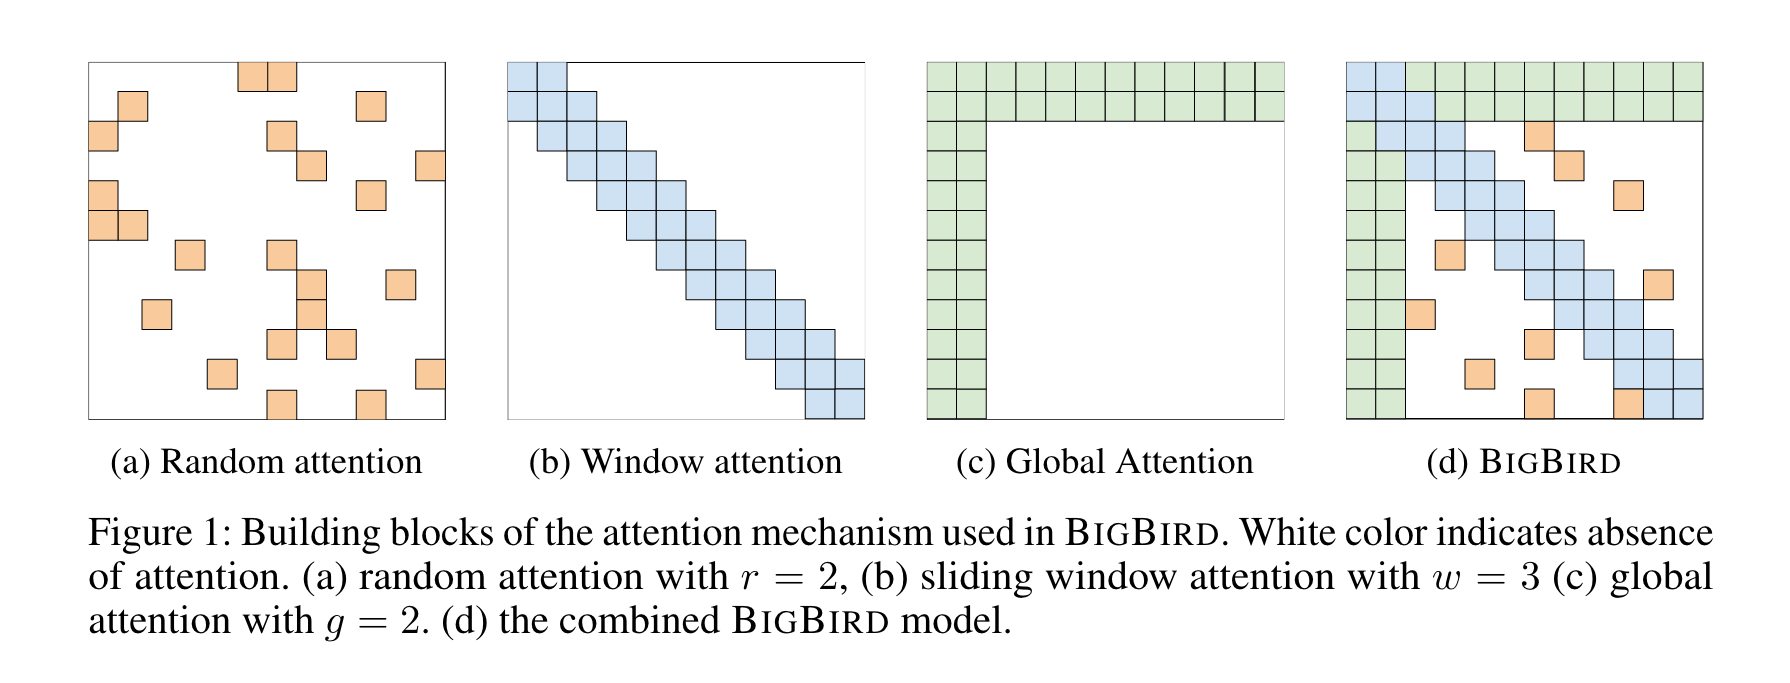 (a) Random attention
(b) Window attention
(c) Global Attention
(d) BIGBIRD
Figure 1: Building blocks of the attention mechanism used in BIGBIRD. White color indicates absence
of attention. (a) random attention with r = 2, (b) sliding window attention with w = 3 (c) global
attention with g = 2. (d) the combined BIGBIRD model.